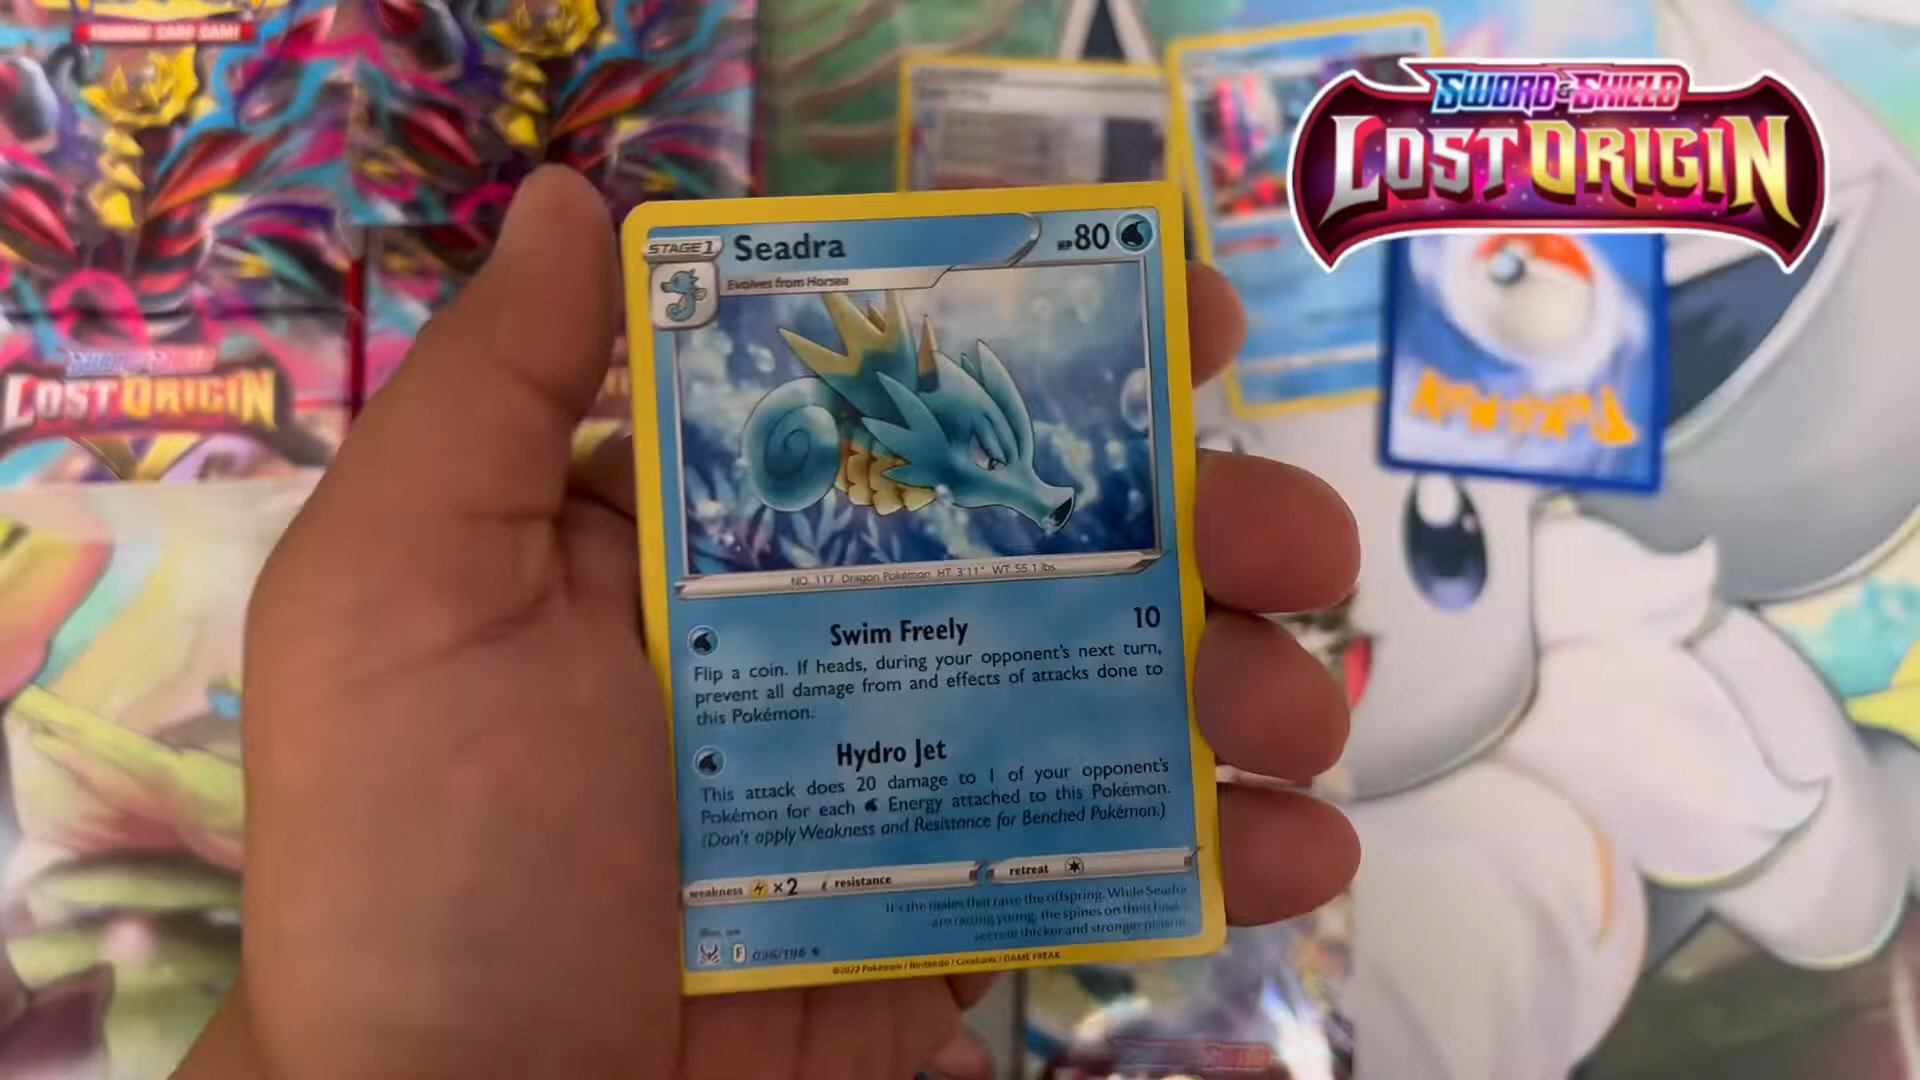 TRADING CARD GAME
SWORD & SHIELD
LOST ORIGIN
SWORD & SHIELD
LOST ORIGIN
STAGE 1
Seadra
HP 80
Evolves from Horsea
NO. 117 Dragon Pokémon HT: 3'11" WT: 55.1 lbs.
Swim Freely 10
Flip a coin. If heads, during your opponent's next turn,
prevent all damage from and effects of attacks done to
this Pokémon.
Hydro Jet
This attack does 20 damage to 1 of your opponent's
Pokémon for each Energy attached to this Pokémon.
(Don't apply Weakness and Resistance for Benched Pokémon.)
weakness ×2 resistance retreat
It's the males that raise the offspring. While Seadra
are raising young, the spines on their backs
secrete thicker and stronger poison.
F 036/196
©2022 Pokémon / Nintendo / Creatures / GAME FREAK